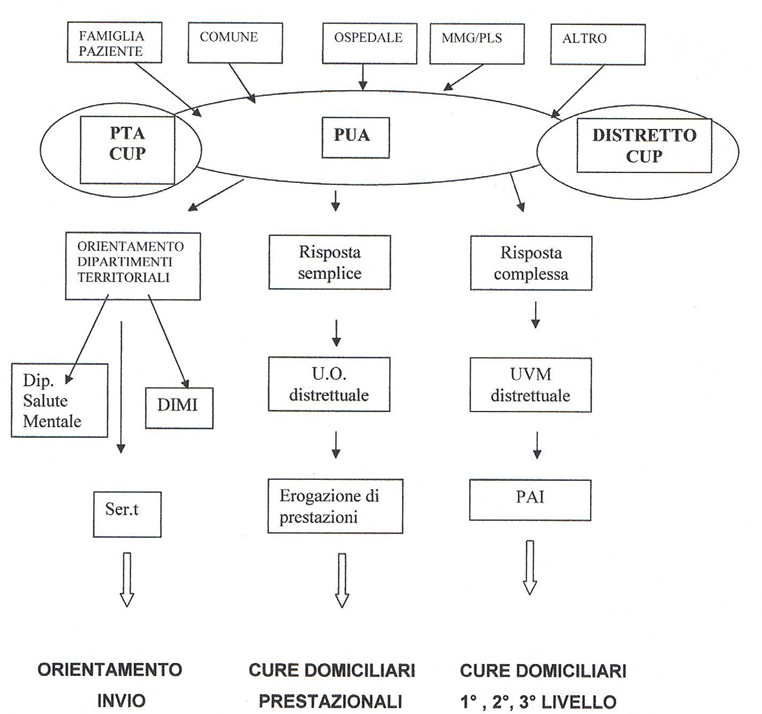 FAMIGLIA
PAZIENTE
COMUNE
OSPEDALE
MMG/PLS
ALTRO
PTA
CUP
PUA
DISTRETTO
CUP
ORIENTAMENTO
DIPARTIMENTI
TERRITORIALI
Risposta
semplice
Risposta
complessa
Dip.
Salute
Mentale
DIMI
U.O.
distrettuale
UVM
distrettuale
Ser.t
Erogazione di
prestazioni
PAI
ORIENTAMENTO
INVIO
CURE DOMICILIARI
PRESTAZIONALI
CURE DOMICILIARI
1° , 2°, 3° LIVELLO